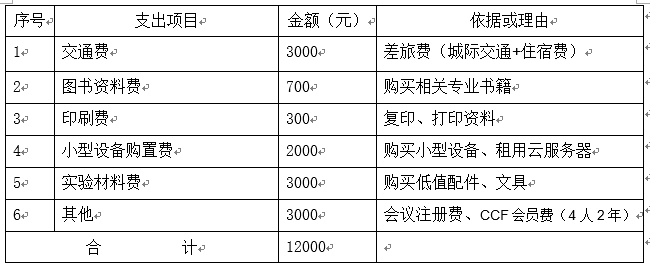 序号 支出项目 金额（元） 依据或理由
1 交通费 3000 差旅费（城际交通+住宿费）
2 图书资料费 700 购买相关专业书籍
3 印刷费 300 复印、打印资料
4 小型设备购置费 2000 购买小型设备、租用云服务器
5 实验材料费 3000 购买低值配件、文具
6 其他 3000 会议注册费、CCF会员费（4人2年）
合 计 12000